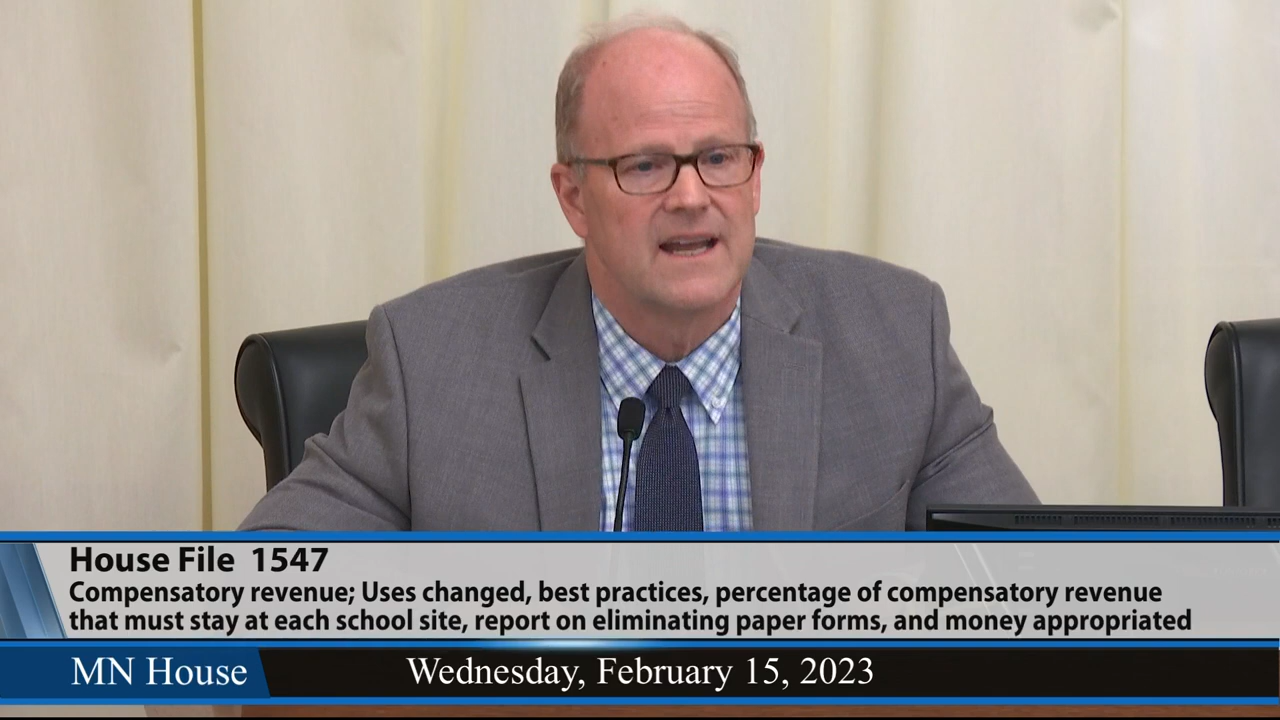 House File 1547
Compensatory revenue; Uses changed, best practices, percentage of compensatory revenue
that must stay at each school site, report on eliminating paper forms, and money appropriated
MN House
Wednesday, February 15, 2023